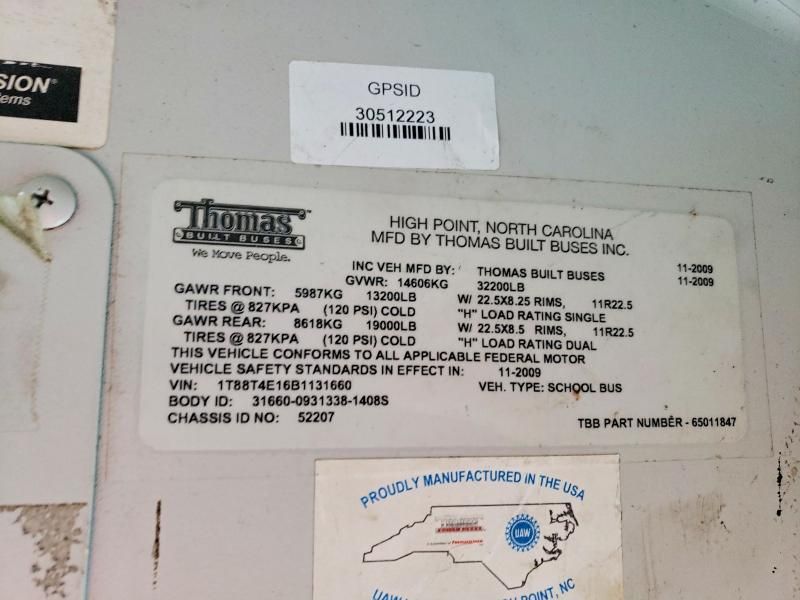 SION
ems
GPSID
30512223
Thomas
BUILT BUSES
We Move People.
HIGH POINT, NORTH CAROLINA
MFD BY THOMAS BUILT BUSES INC.
INC VEH MFD BY: THOMAS BUILT BUSES 11-2009
GVWR: 14606KG 32200LB 11-2009
GAWR FRONT: 5987KG 13200LB W/ 22.5X8.25 RIMS, 11R22.5
TIRES @ 827KPA (120 PSI) COLD "H" LOAD RATING SINGLE
GAWR REAR: 8618KG 19000LB W/ 22.5X8.5 RIMS, 11R22.5
TIRES @ 827KPA (120 PSI) COLD "H" LOAD RATING DUAL
THIS VEHICLE CONFORMS TO ALL APPLICABLE FEDERAL MOTOR
VEHICLE SAFETY STANDARDS IN EFFECT IN: 11-2009
VIN: 1T88T4E16B1131660 VEH. TYPE: SCHOOL BUS
BODY ID: 31660-0931338-1408S
CHASSIS ID NO: 52207 TBB PART NUMBER - 65011847
PROUDLY MANUFACTURED IN THE USA
UAW
POINT, NC